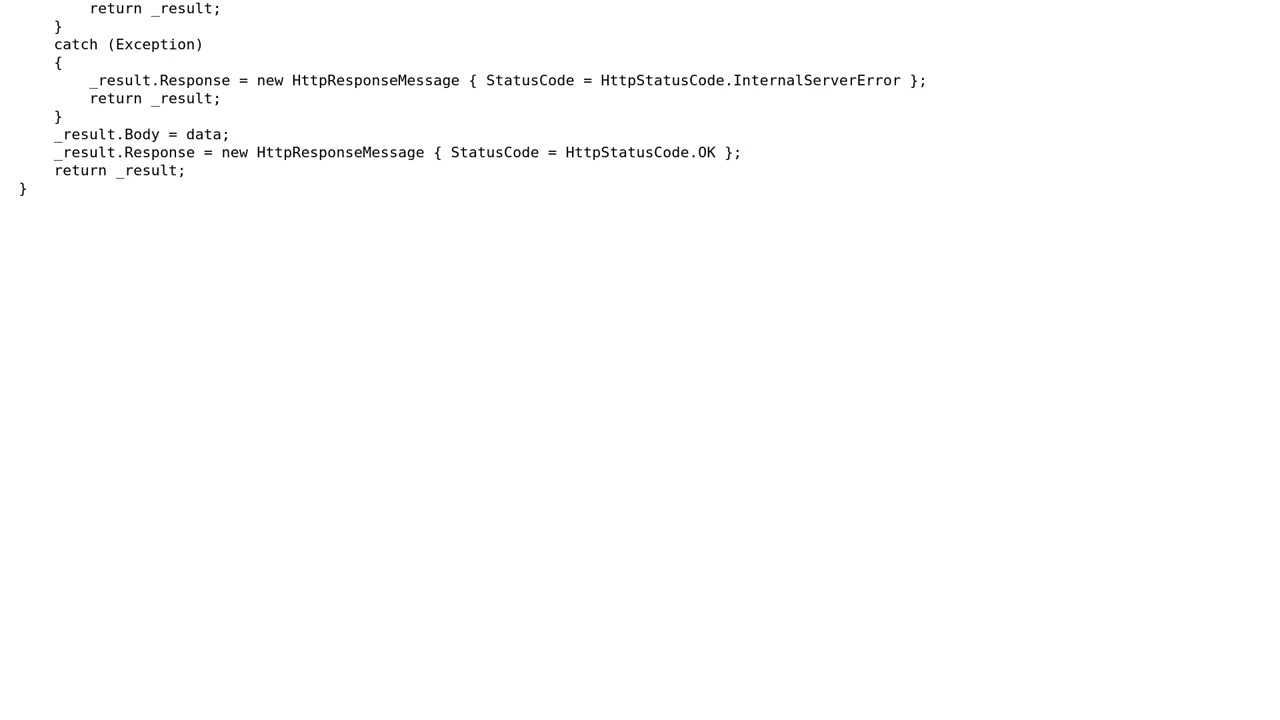 return _result;
    }
    catch (Exception)
    {
        _result.Response = new HttpResponseMessage { StatusCode = HttpStatusCode.InternalServerError };
        return _result;
    }
    _result.Body = data;
    _result.Response = new HttpResponseMessage { StatusCode = HttpStatusCode.OK };
    return _result;
}